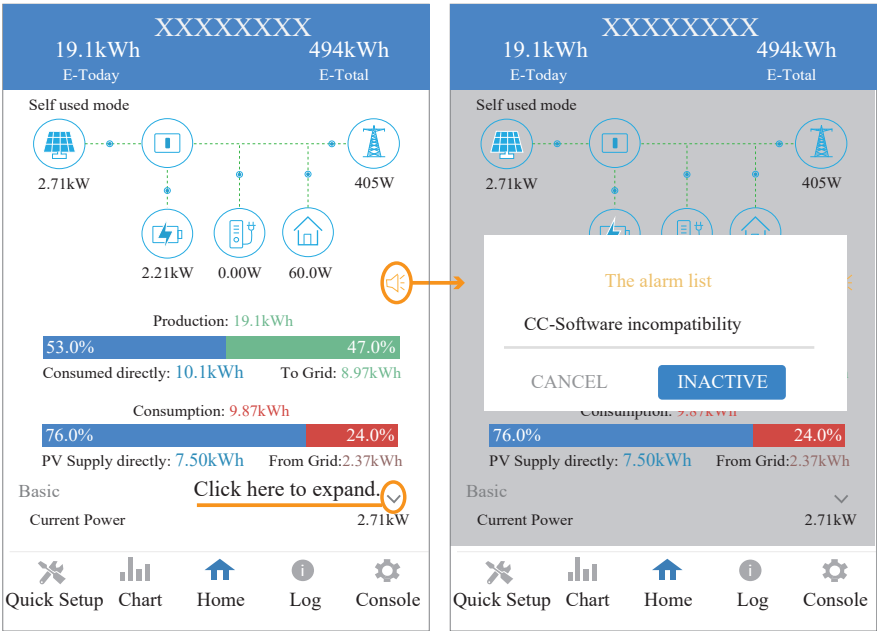 XXXXXXXX
19.1kWh 494kWh
E-Today E-Total
Self used mode
2.71kW 405W
2.21kW 0.00W 60.0W
Production: 19.1kWh
53.0% 47.0%
Consumed directly: 10.1kWh To Grid: 8.97kWh
Consumption: 9.87kWh
76.0% 24.0%
PV Supply directly: 7.50kWh From Grid:2.37kWh
Basic Click here to expand.
Current Power 2.71kW
Quick Setup Chart Home Log Console
XXXXXXXX
19.1kWh 494kWh
E-Today E-Total
Self used mode
2.71kW 405W
The alarm list
CC-Software incompatibility
CANCEL INACTIVE
Consumption: 9.87kWh
76.0% 24.0%
PV Supply directly: 7.50kWh From Grid:2.37kWh
Basic
Current Power 2.71kW
Quick Setup Chart Home Log Console